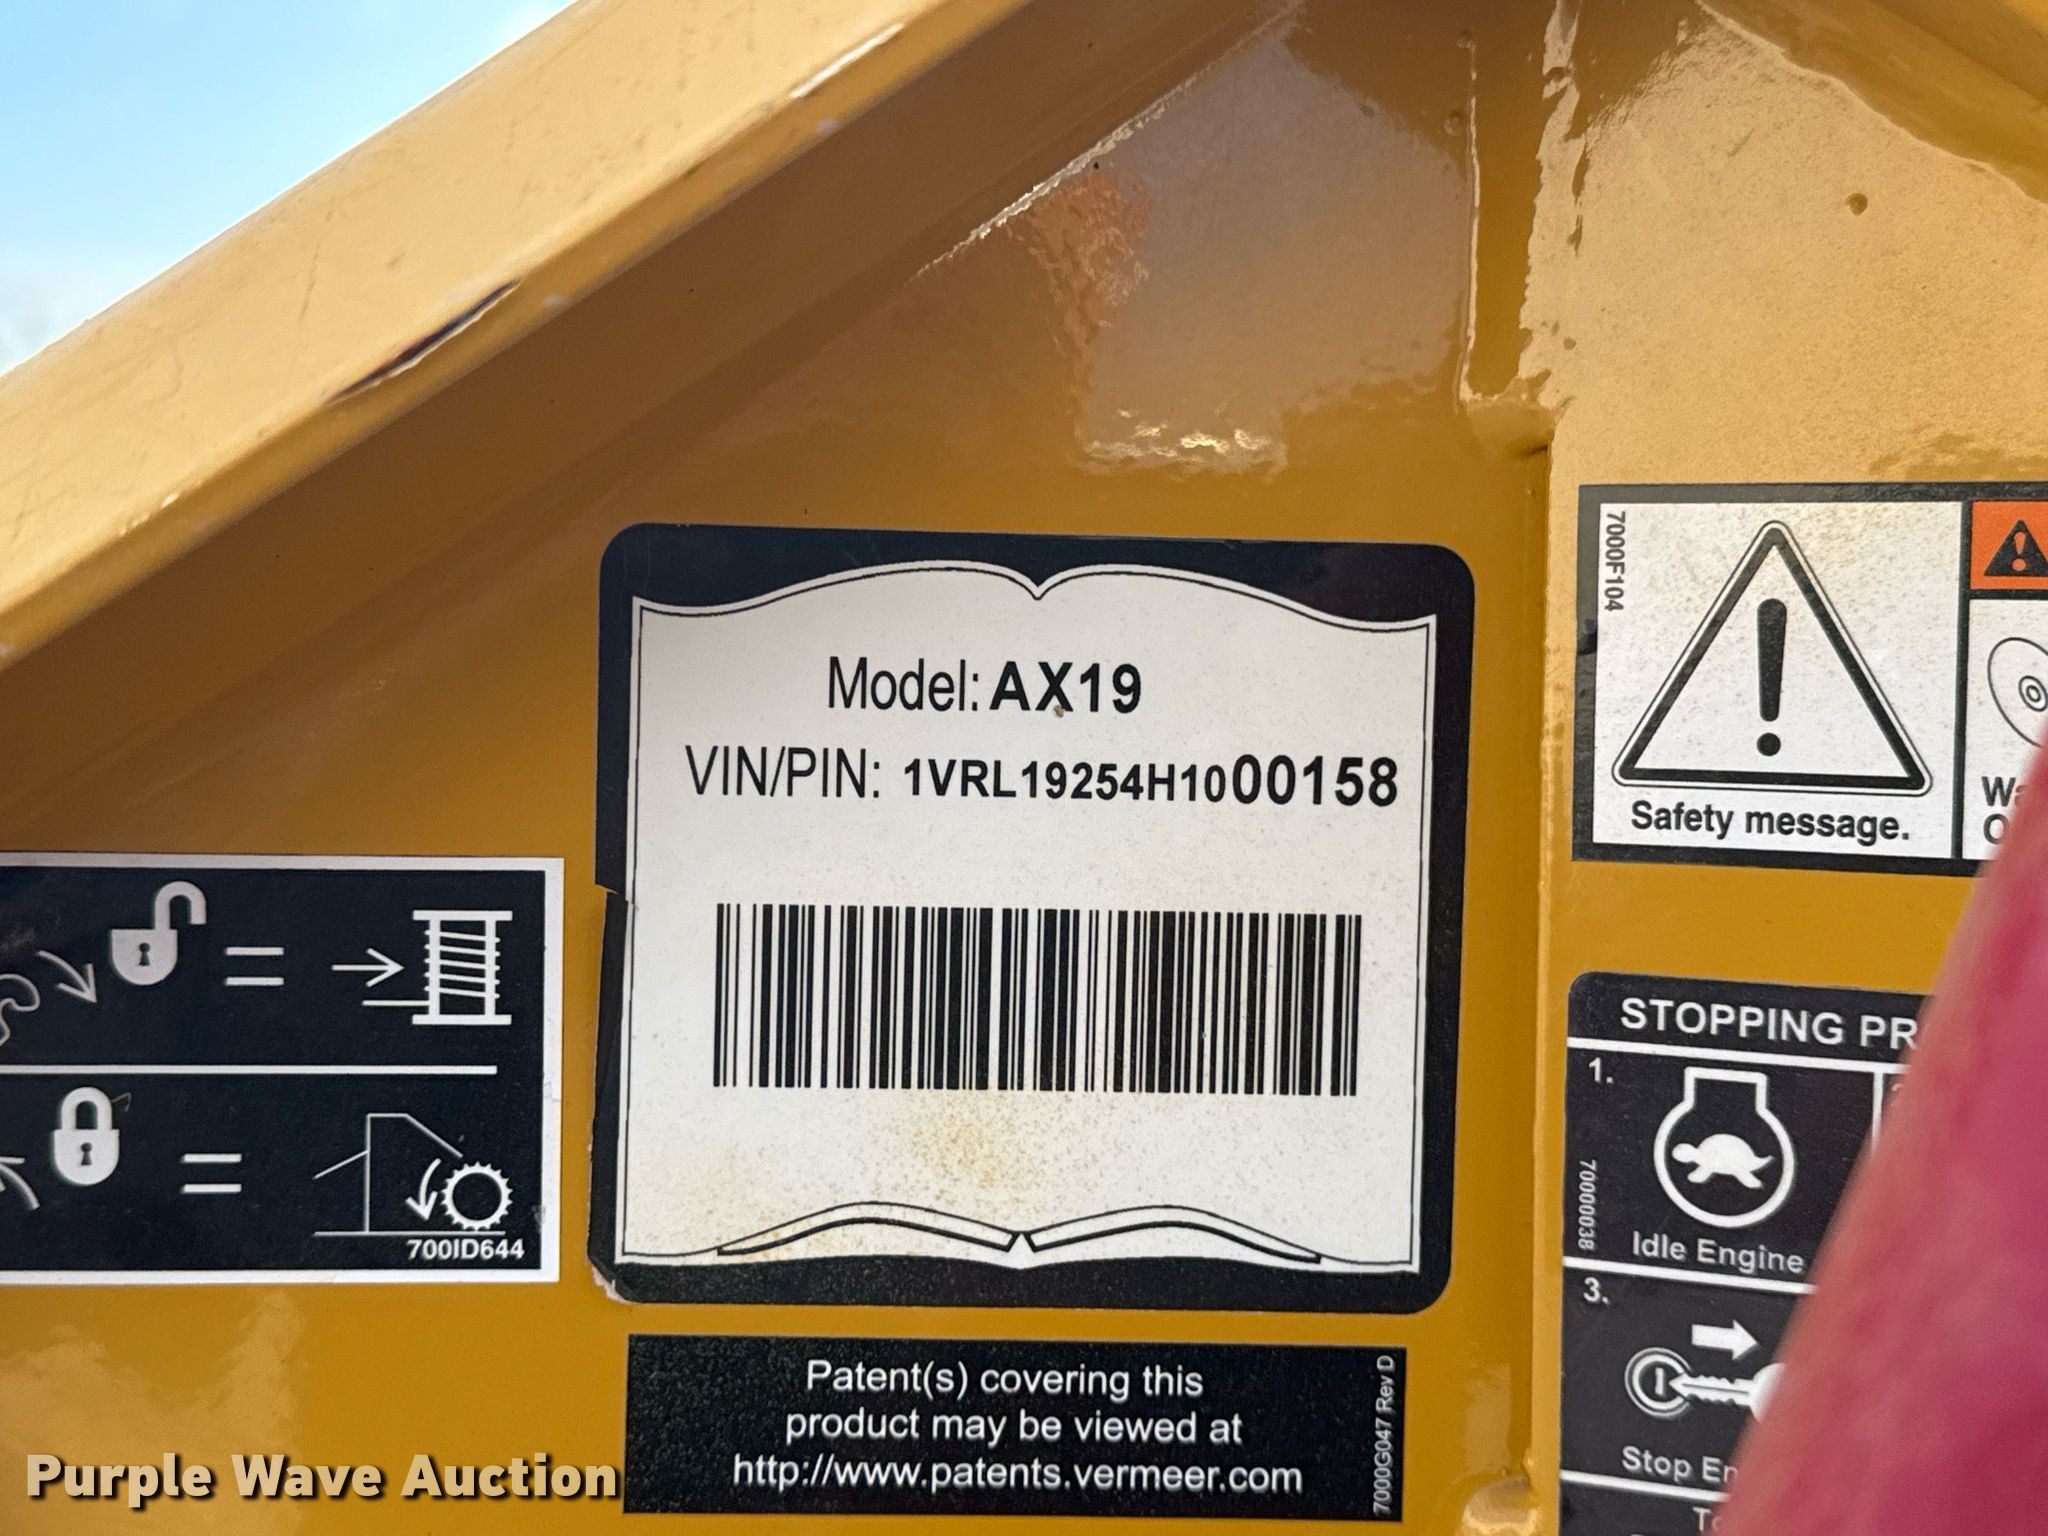 Model: AX19
VIN/PIN: 1VRL19254H1000158
Patent(s) covering this
product may be viewed at
http://www.patents.vermeer.com
7000G047 Rev D
700ID644
7000F104
Safety message.
STOPPING PR
1.
70000038
Idle Engine
3.
Stop En
Purple Wave Auction